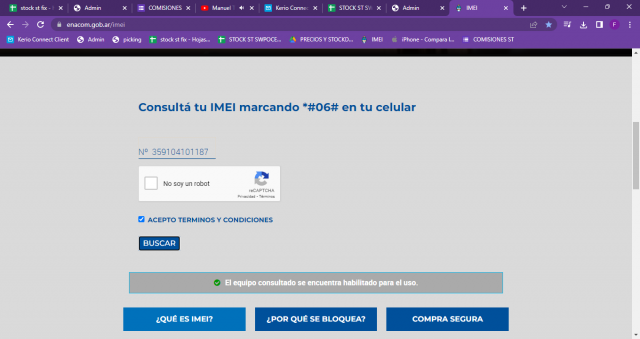 stock st fix -
Admin
COMISIONES
Manuel
Kerio Connect
STOCK ST SWP
Admin
IMEI
enacom.gob.ar/imei
F
Kerio Connect Client
Admin
picking
stock st fix - Hojas...
STOCK ST SWPOCE...
PRECIOS Y STOCKD...
IMEI
iPhone - Compara l...
COMISIONES ST
Consultá tu IMEI marcando *#06# en tu celular
Nº 359104101187
No soy un robot
reCAPTCHA
Privacidad - Términos
ACEPTO TERMINOS Y CONDICIONES
BUSCAR
El equipo consultado se encuentra habilitado para el uso.
¿QUÉ ES IMEI?
¿POR QUÉ SE BLOQUEA?
COMPRA SEGURA